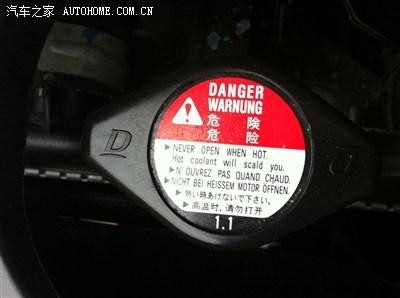 汽车之家 AUTOHOME.COM.CN
DANGER
WARNUNG
危険
危险
▶NEVER OPEN WHEN HOT.
Hot coolant will scald you.
▶N'OUVREZ PAS QUAND CHAUD.
▶NICHT BEI HEISSEM MOTOR ÖFFNEN.
▶熱い時あけないで下さい。
▶高温时,请勿打开
1.1
D